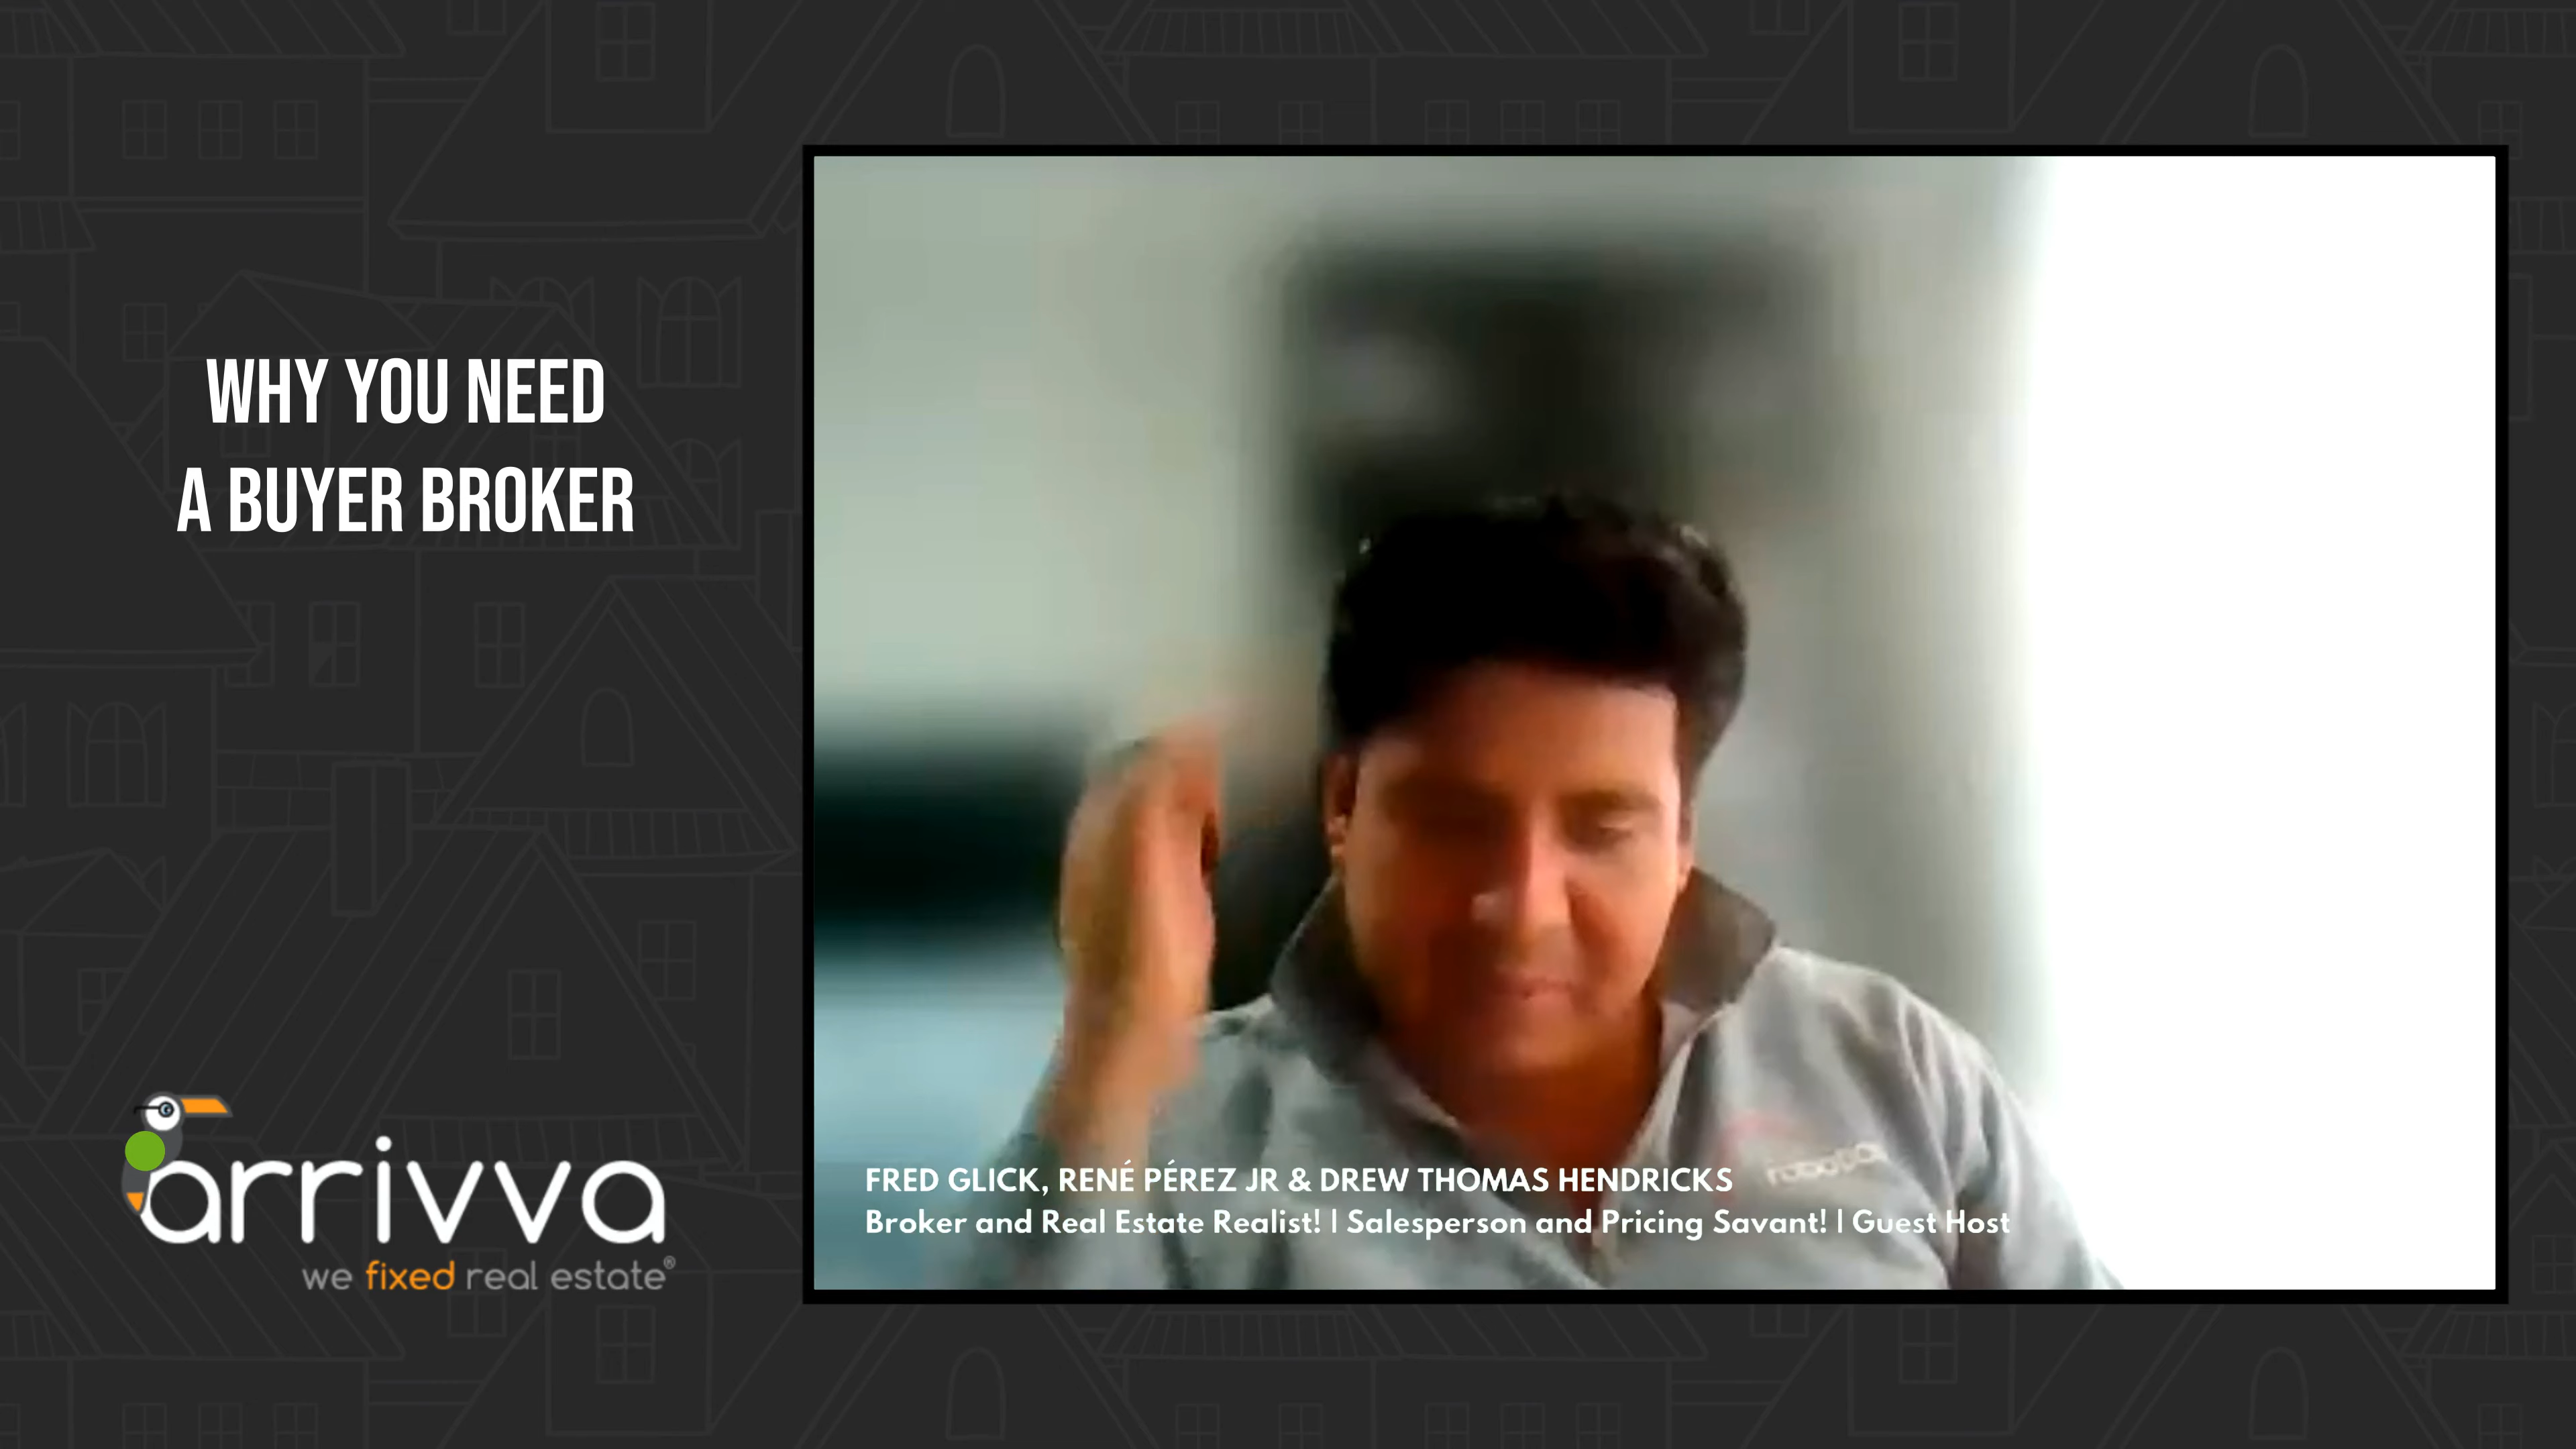 WHY YOU NEED
A BUYER BROKER
arrivva
we fixed real estate®
robotics
FRED GLICK, RENÉ PÉREZ JR & DREW THOMAS HENDRICKS
Broker and Real Estate Realist! | Salesperson and Pricing Savant! | Guest Host